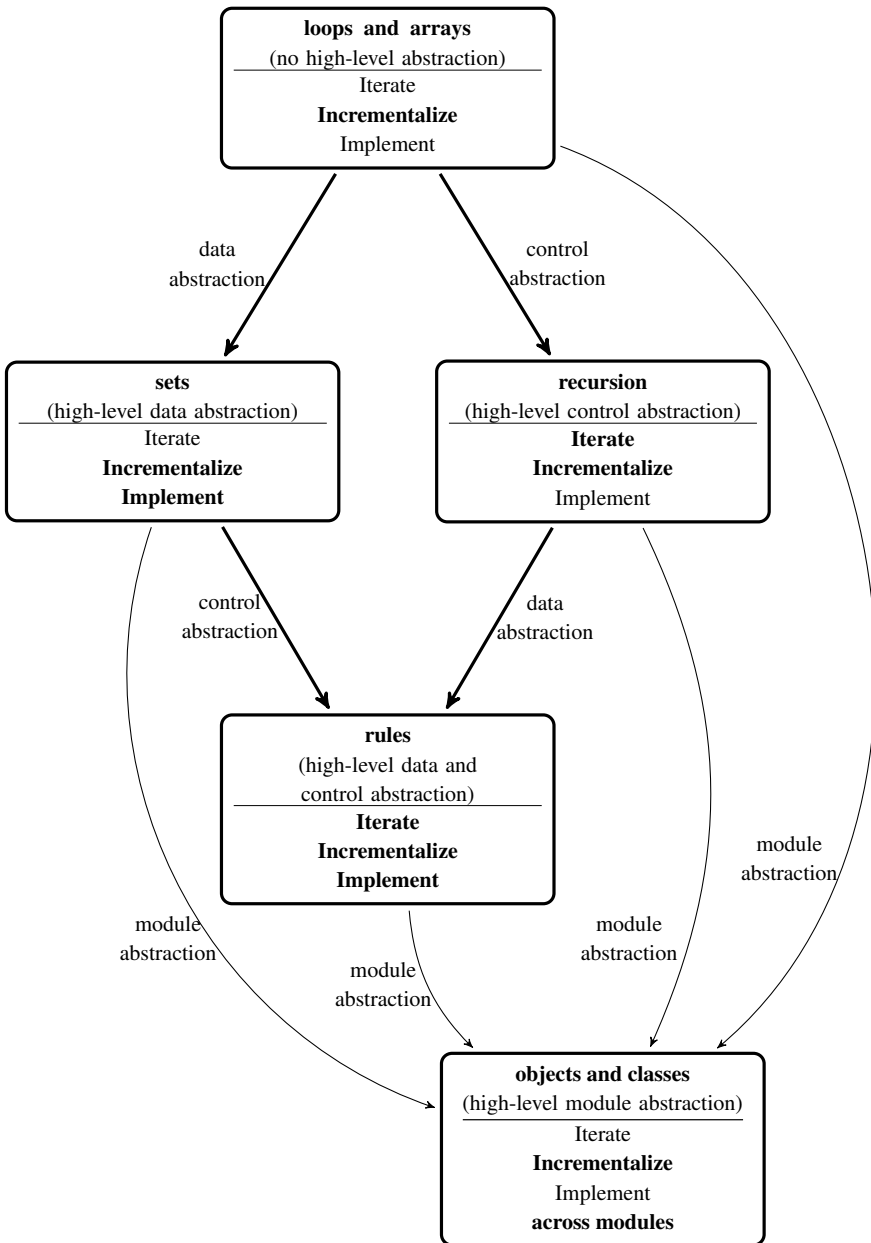 loops and arrays
(no high-level abstraction)
Iterate
Incrementalize
Implement
data
abstraction
control
abstraction
sets
(high-level data abstraction)
Iterate
Incrementalize
Implement
recursion
(high-level control abstraction)
Iterate
Incrementalize
Implement
control
abstraction
data
abstraction
rules
(high-level data and
control abstraction)
Iterate
Incrementalize
Implement
module
abstraction
module
abstraction
module
abstraction
module
abstraction
objects and classes
(high-level module abstraction)
Iterate
Incrementalize
Implement
across modules